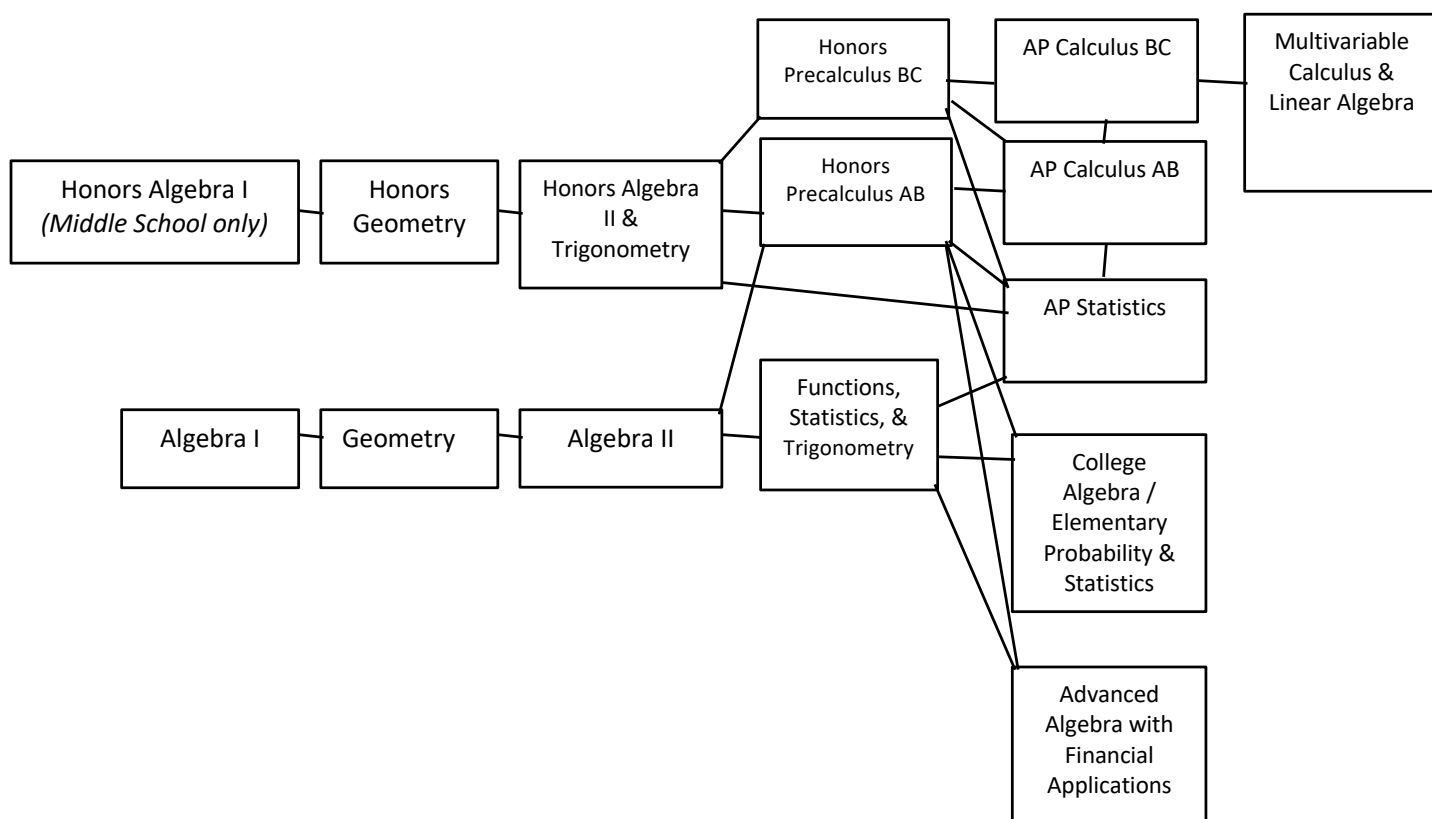 Honors
Precalculus BC
AP Calculus BC
Multivariable
Calculus &
Linear Algebra
Honors Algebra I
(Middle School only)
Honors
Geometry
Honors Algebra
II &
Trigonometry
Honors
Precalculus AB
AP Calculus AB
AP Statistics
Algebra I
Geometry
Algebra II
Functions,
Statistics, &
Trigonometry
College
Algebra /
Elementary
Probability &
Statistics
Advanced
Algebra with
Financial
Applications